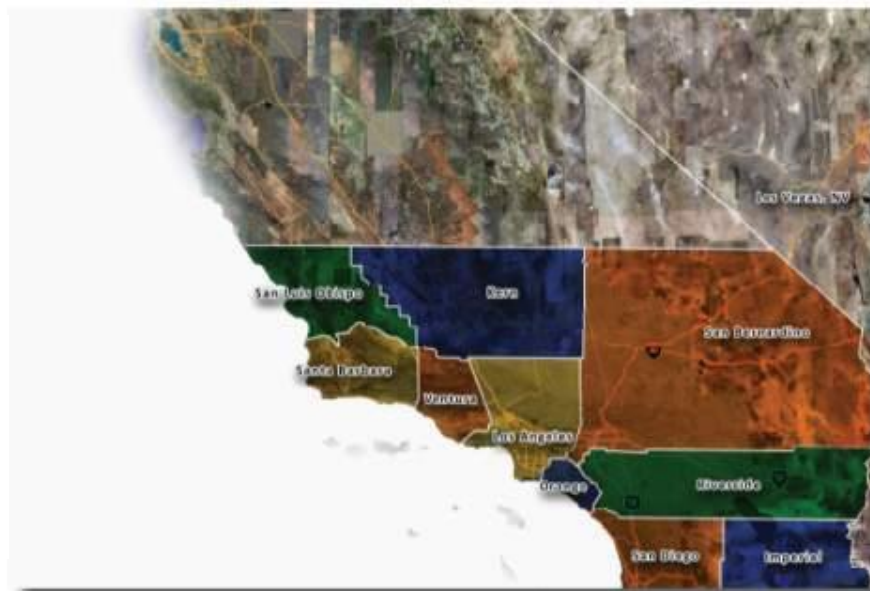 Las Vegas, NV
San Luis Obispo
Kern
San Bernardino
Santa Barbara
Ventura
Los Angeles
Orange
Riverside
San Diego
Imperial